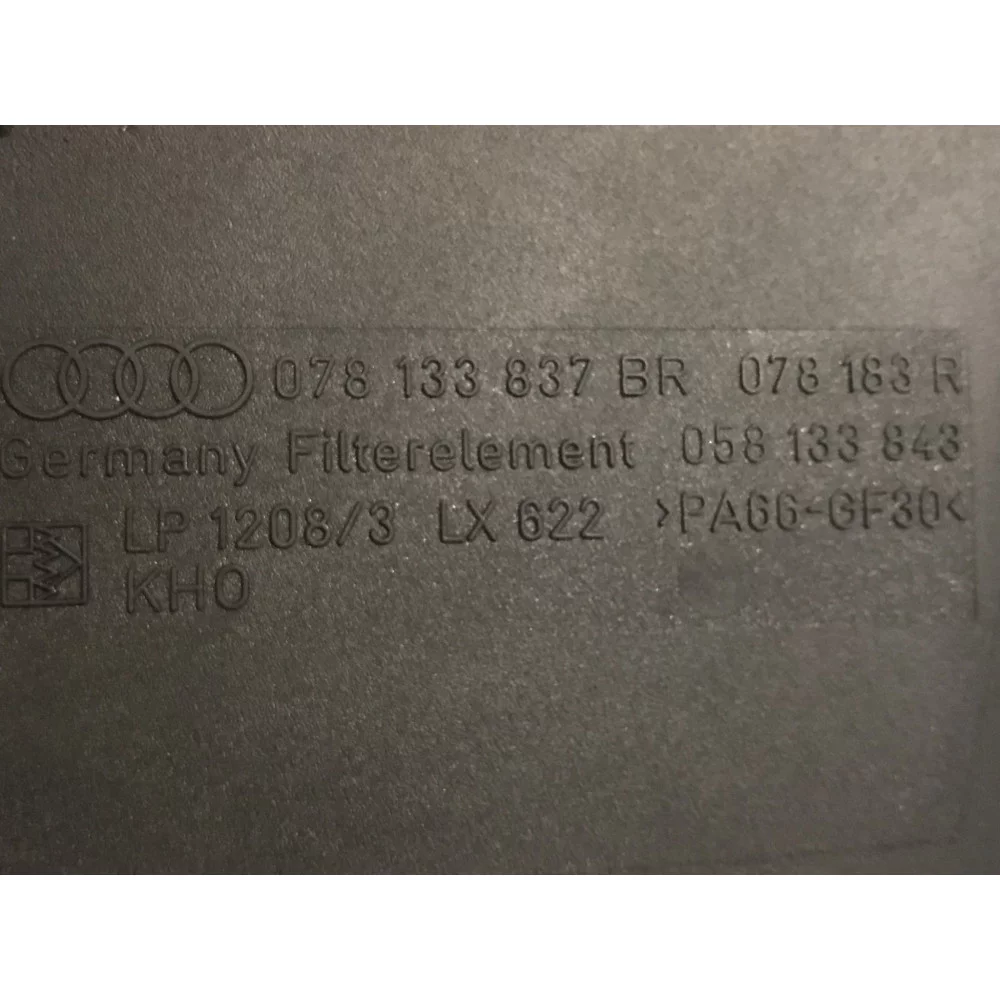 078 133 837 BR 078 183 R
Germany Filterelement 058 133 843
LP 1208/3 LX 622 >PA66-GF30<
KHO